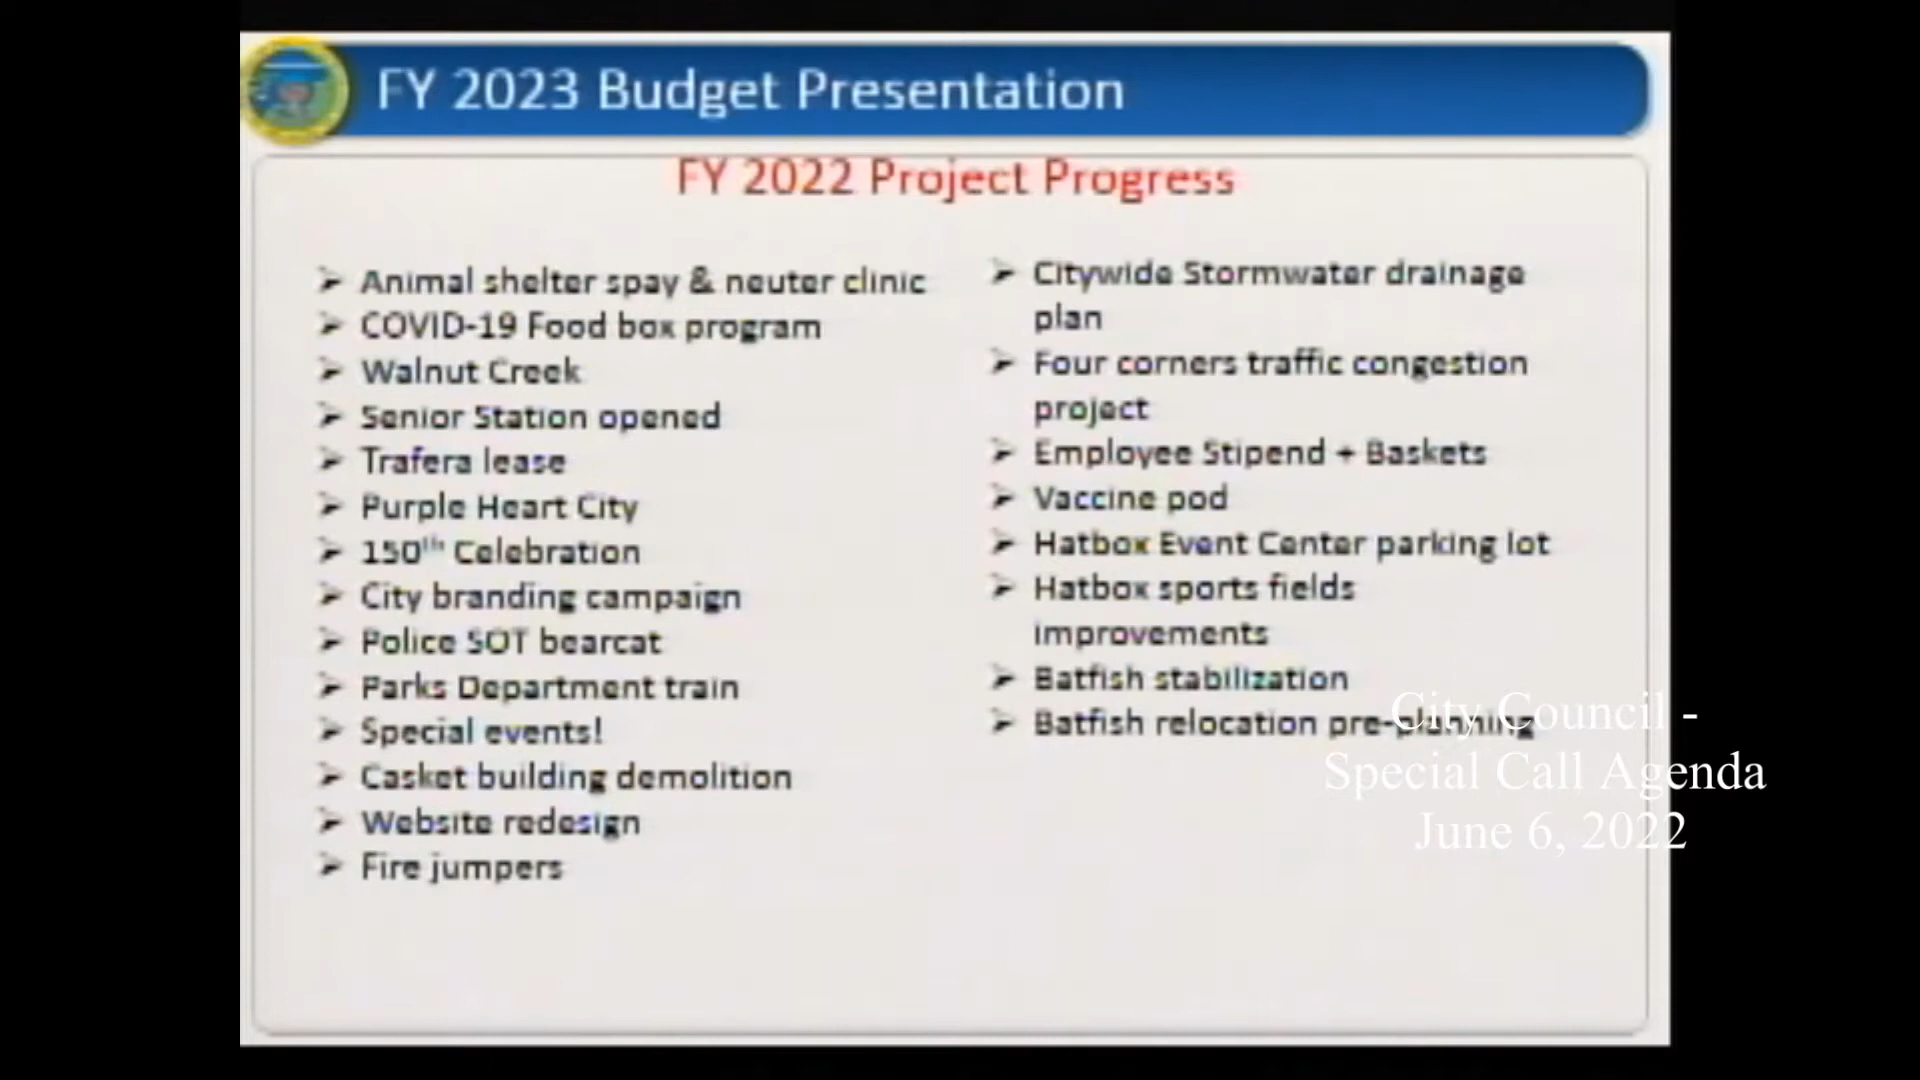 FY 2023 Budget Presentation
FY 2022 Project Progress
Animal shelter spay & neuter clinic
COVID-19 Food box program
Walnut Creek
Senior Station opened
Trafera lease
Purple Heart City
150th Celebration
City branding campaign
Police SOT bearcat
Parks Department train
Special events!
Casket building demolition
Website redesign
Fire jumpers
Citywide Stormwater drainage
plan
Four corners traffic congestion
project
Employee Stipend + Baskets
Vaccine pod
Hatbox Event Center parking lot
Hatbox sports fields
improvements
Batfish stabilization
Batfish relocation pre-planning
City Council -
Special Call Agenda
June 6, 2022